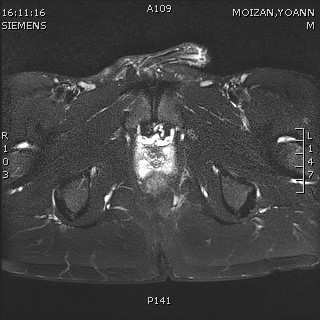 16:11:16
SIEMENS
A109
MOIZAN,YOANN
M
R
1
0
3
L
1
4
7
P141